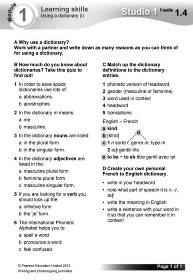 Module 1
Learning skills
Using a dictionary (i)
Studio 1
Feuille 1.4
A Why use a dictionary?
Work with a partner and write down as many reasons as you can think of for using a dictionary.
B How much do you know about dictionaries? Take this quiz to find out!
1 In order to save space dictionaries use lots of
a abbreviations.
b apostrophes.
2 In the dictionary m means:
a me
b masculine.
3 In the dictionary nouns are listed
a in the plural form
b in the singular form.
4 In the dictionary adjectives are listed in the:
a masculine plural form
b feminine plural form
c masculine singular form.
5 If you are looking for a verb you should look up the
a infinitive form
b the 'je' form.
6 The International Phonetic Alphabet helps you to
a spell a word
b pronounce a word
c feel confused.
C Match up the dictionary definitions to the dictionary entries.
1 phonetic version of headword
2 gender (masculine or feminine)
3 word used in context
4 headword
5 translations
English – French
a kind
b [kʌɪnd]
d to be ~ to sb être gentil avec qn
D Create your own personal French to English dictionary.
• write in your headword
• note what part of speech it is: v, adj
• write the meaning in English
• write a sentence with your word in it so that you can remember it in context!
© Pearson Education Limited 2013
Printing and photocopying permitted
Page 1 of 1